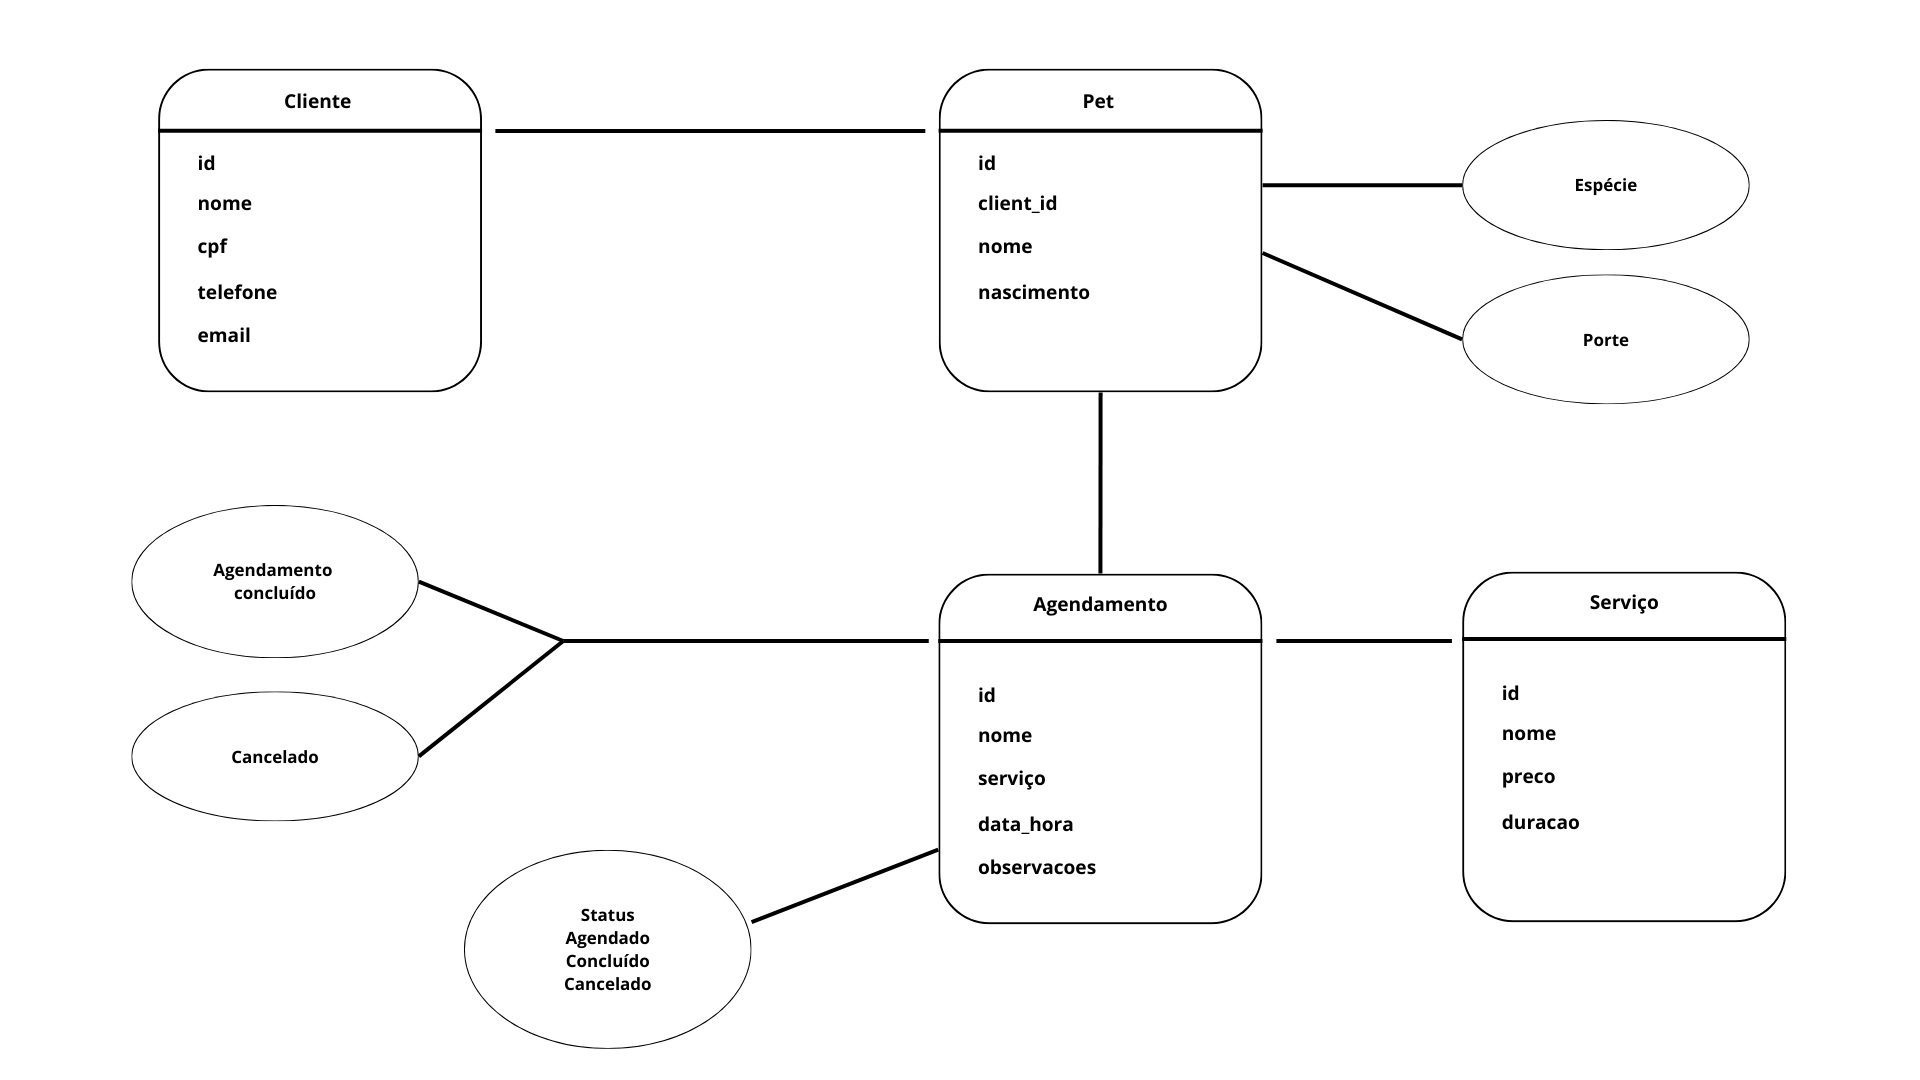 Cliente
id
nome
cpf
telefone
email
Pet
id
client_id
nome
nascimento
Espécie
Porte
Agendamento
concluído
Cancelado
Status
Agendado
Concluído
Cancelado
Agendamento
id
nome
serviço
data_hora
observacoes
Serviço
id
nome
preco
duracao